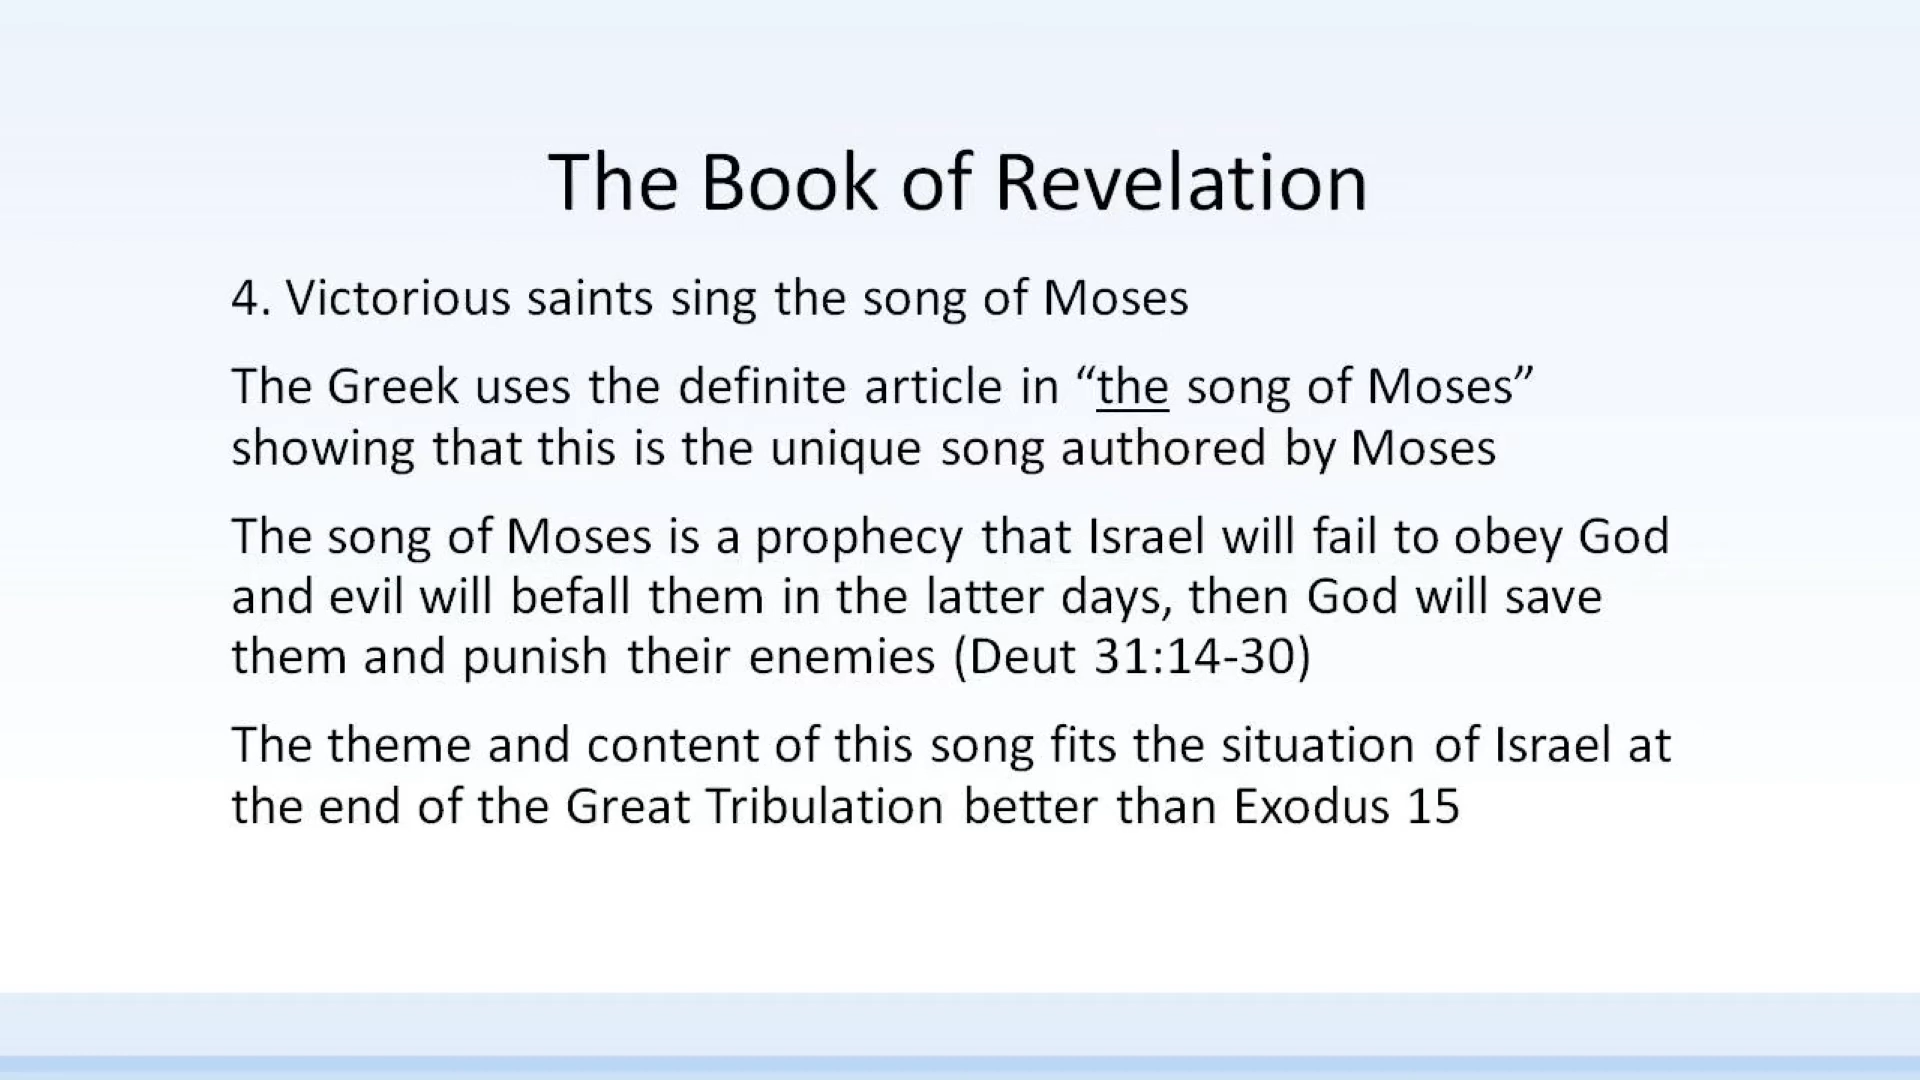 The Book of Revelation
4. Victorious saints sing the song of Moses
The Greek uses the definite article in “the song of Moses”
showing that this is the unique song authored by Moses
The song of Moses is a prophecy that Israel will fail to obey God
and evil will befall them in the latter days, then God will save
them and punish their enemies (Deut 31:14-30)
The theme and content of this song fits the situation of Israel at
the end of the Great Tribulation better than Exodus 15